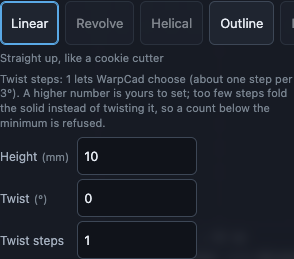 Linear Revolve Helical Outline
Straight up, like a cookie cutter
Twist steps: 1 lets WarpCad choose (about one step per
3°). A higher number is yours to set; too few steps fold
the solid instead of twisting it, so a count below the
minimum is refused.
Height (mm) 10
Twist (°) 0
Twist steps 1